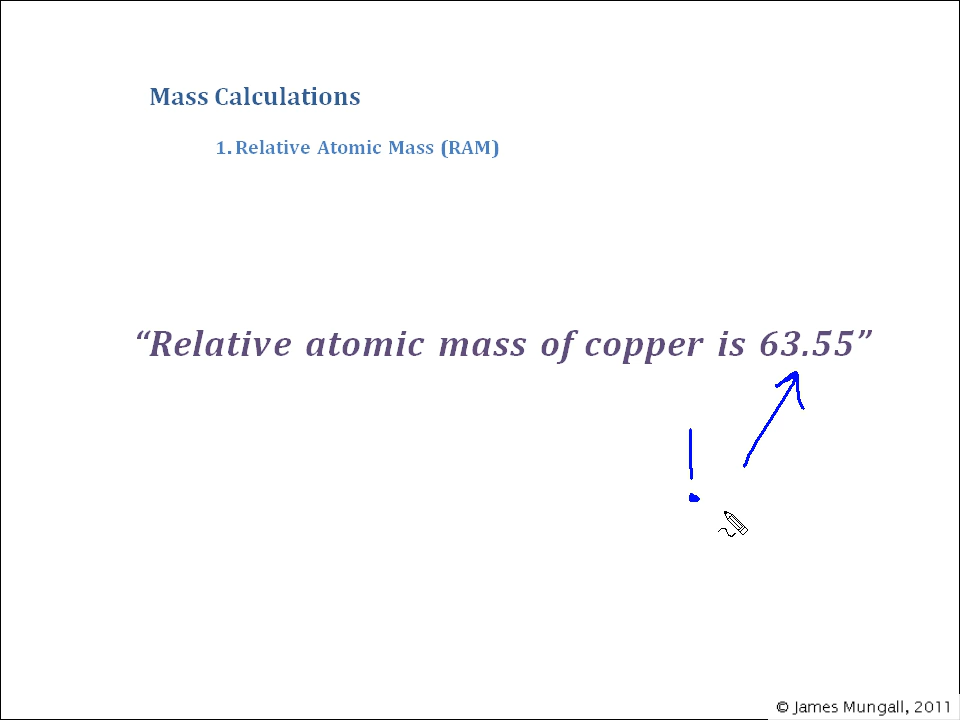 Mass Calculations
1. Relative Atomic Mass (RAM)
“Relative atomic mass of copper is 63.55”
!
© James Mungall, 2011